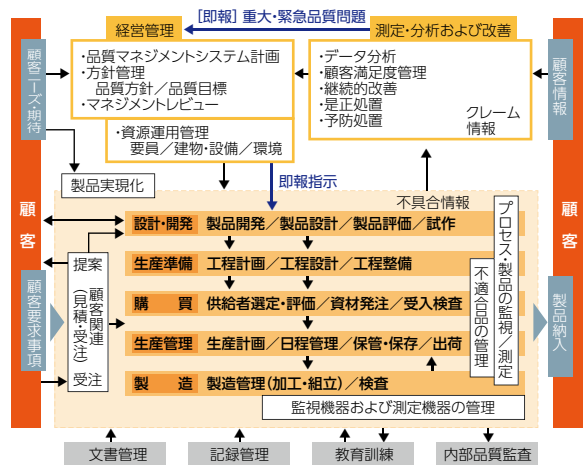 [即報] 重大・緊急品質問題
経営管理
測定・分析および改善
顧客ニーズ・期待
・品質マネジメントシステム計画
・方針管理
品質方針／品質目標
・マネジメントレビュー
・資源運用管理
要員／建物・設備／環境
・データ分析
・顧客満足度管理
・継続的改善
・是正処置
・予防処置
クレーム
情報
顧客情報
製品実現化
即報指示
不具合情報
顧客
顧客
設計・開発 製品開発／製品設計／製品評価／試作
生産準備 工程計画／工程設計／工程整備
購買 供給者選定・評価／資材発注／受入検査
生産管理 生産計画／日程管理／保管・保存／出荷
製造 製造管理(加工・組立)／検査
提案
顧客関連
(見積・受注)
受注
顧客要求事項
不適合品の管理
プロセス・製品の監視／測定
製品納入
監視機器および測定機器の管理
文書管理
記録管理
教育訓練
内部品質監査